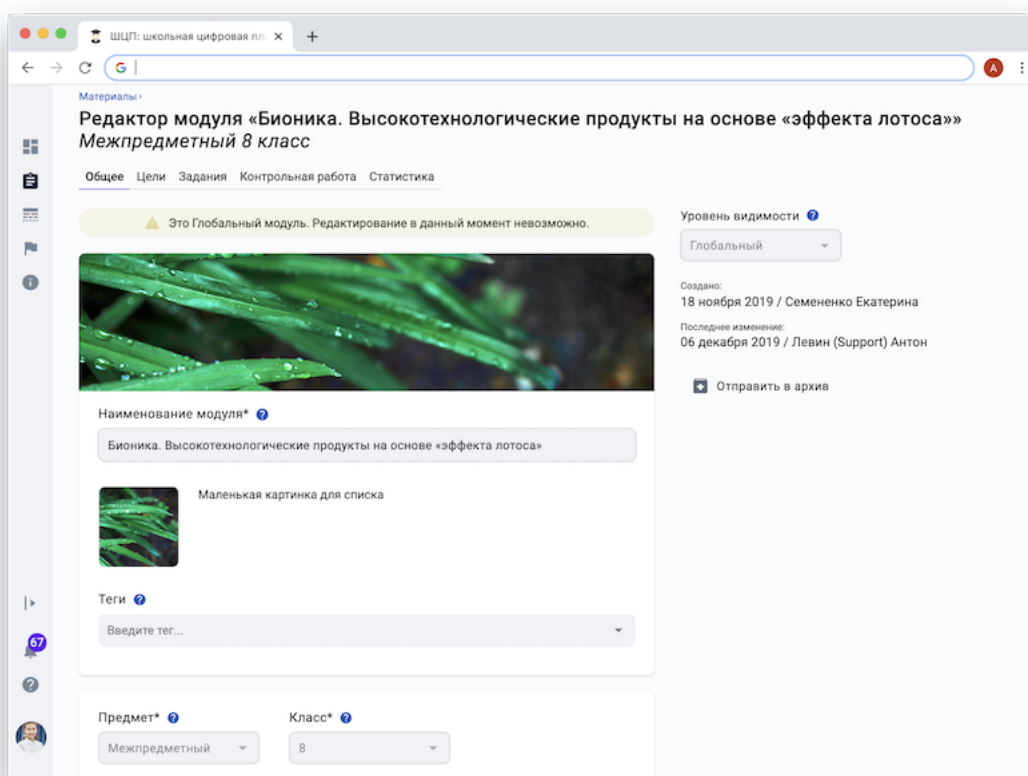 ШЦП: школьная цифровая пл
G
A
Материалы ›
Редактор модуля «Бионика. Высокотехнологические продукты на основе «эффекта лотоса»»
Межпредметный 8 класс
Общее Цели Задания Контрольная работа Статистика
Это Глобальный модуль. Редактирование в данный момент невозможно.
Наименование модуля* ?
Бионика. Высокотехнологические продукты на основе «эффекта лотоса»
Маленькая картинка для списка
Теги ?
Введите тег...
Предмет* ? Класс* ?
Межпредметный 8
Уровень видимости ?
Глобальный
Создано:
18 ноября 2019 / Семененко Екатерина
Последнее изменение:
06 декабря 2019 / Левин (Support) Антон
Отправить в архив
67